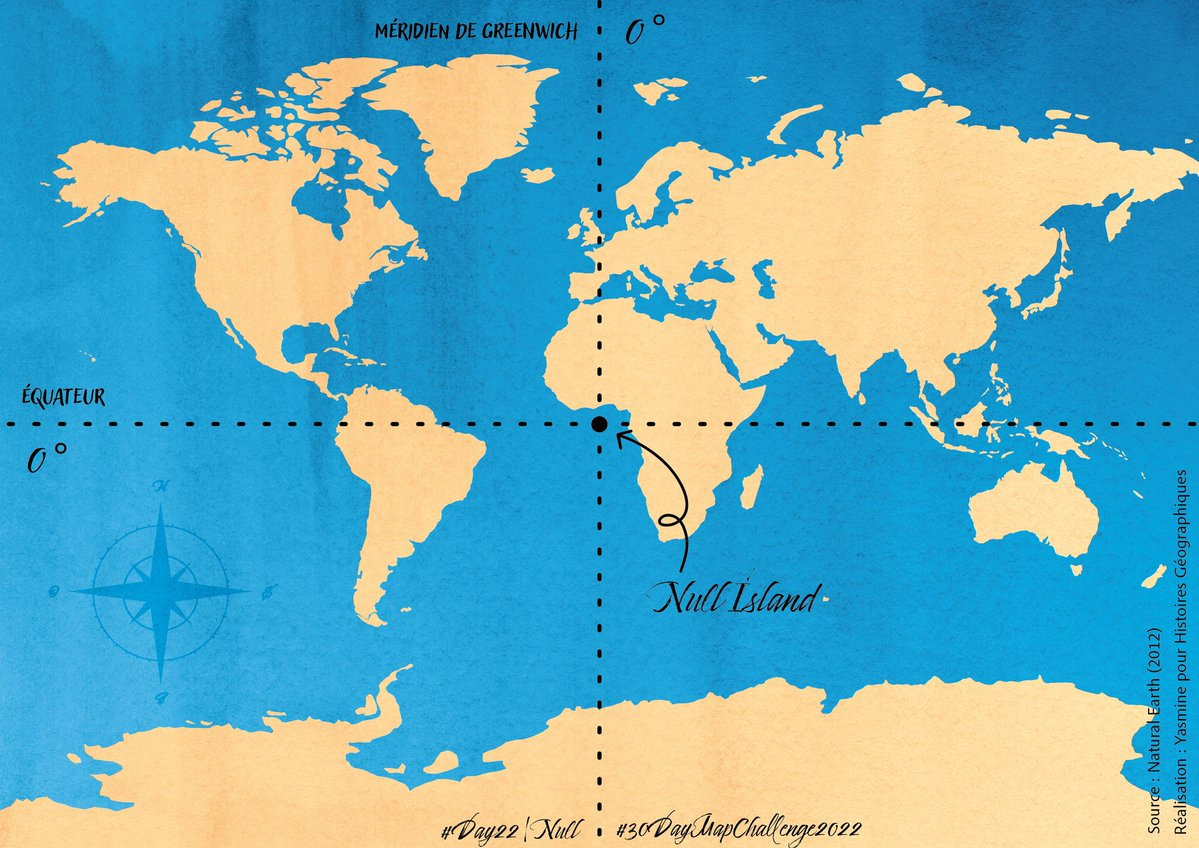 MÉRIDIEN DE GREENWICH
0°
ÉQUATEUR
0°
N
O
E
S
Null Island
Source : Natural Earth (2012)
Réalisation : Yasmine pour Histoires Géographiques
#Day22 | Null
#30DayMapChallenge2022